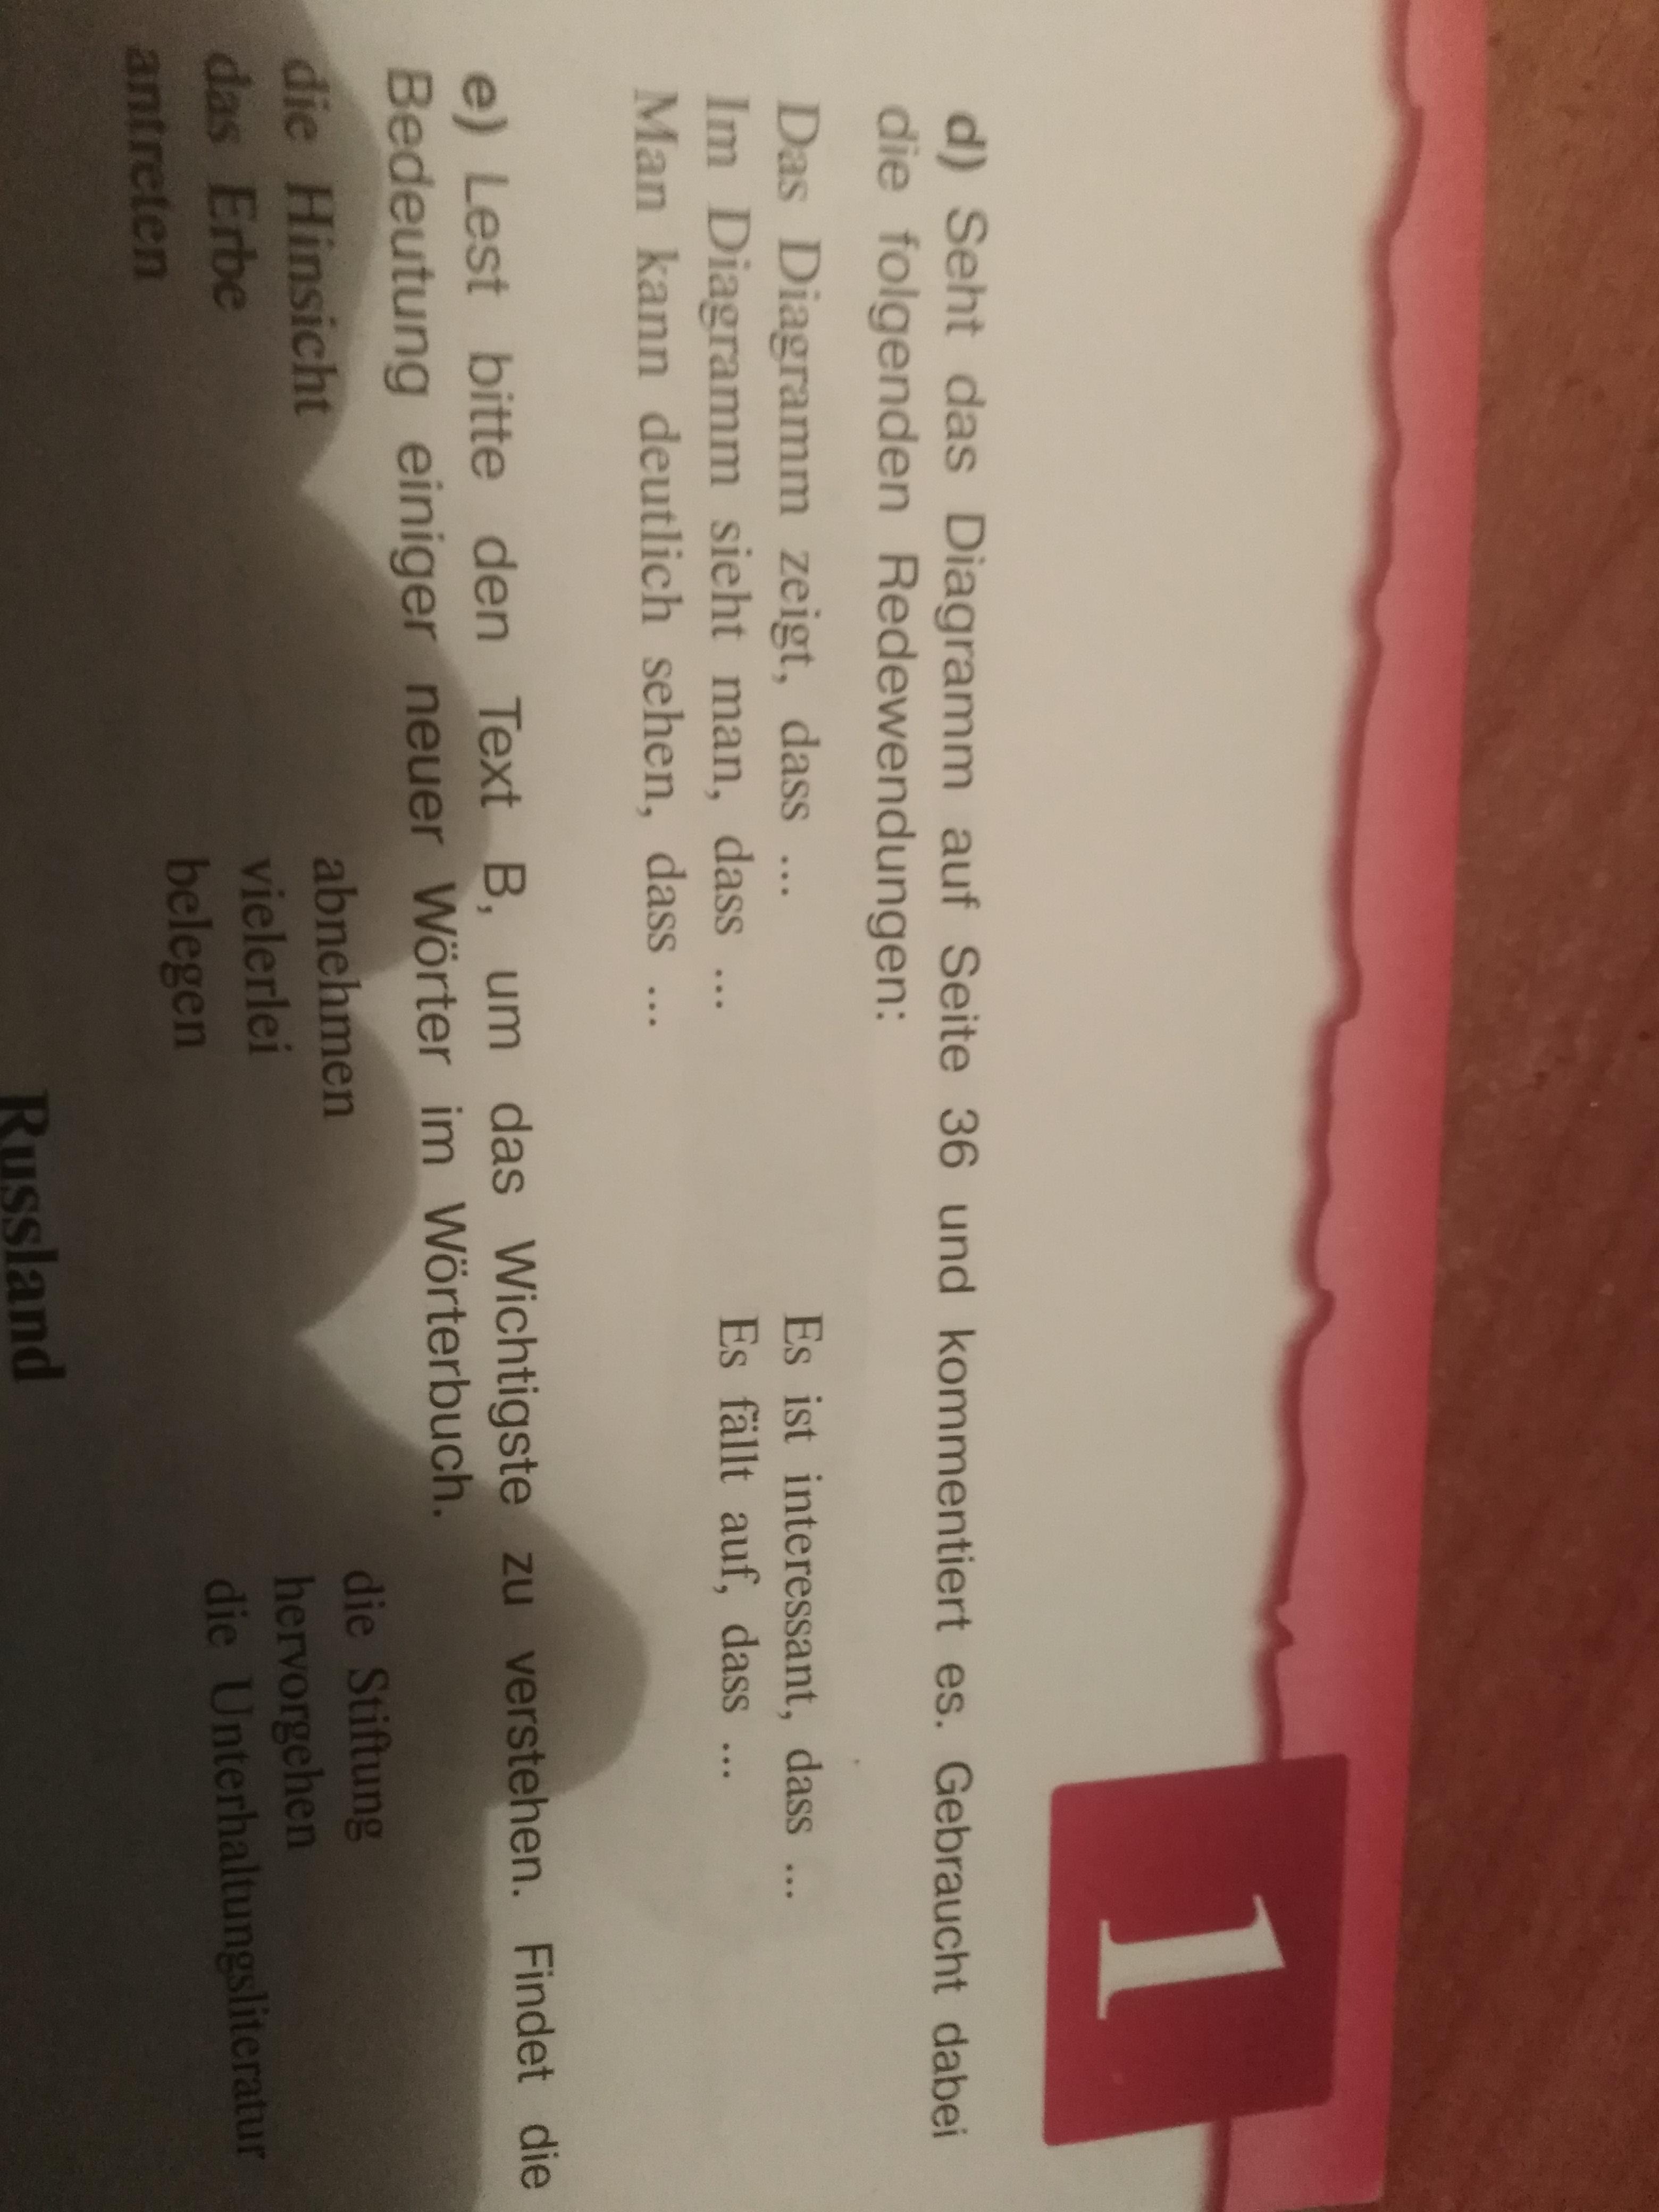 1
d) Seht das Diagramm auf Seite 36 und kommentiert es. Gebraucht dabei
die folgenden Redewendungen:
Das Diagramm zeigt, dass ... Es ist interessant, dass ...
Im Diagramm sieht man, dass ... Es fällt auf, dass ...
Man kann deutlich sehen, dass ...
e) Lest bitte den Text B, um das Wichtigste zu verstehen. Findet die
Bedeutung einiger neuer Wörter im Wörterbuch.
die Hinsicht abnehmen die Stiftung
das Erbe vielerlei hervorgehen
antreten belegen die Unterhaltungsliteratur
Russland